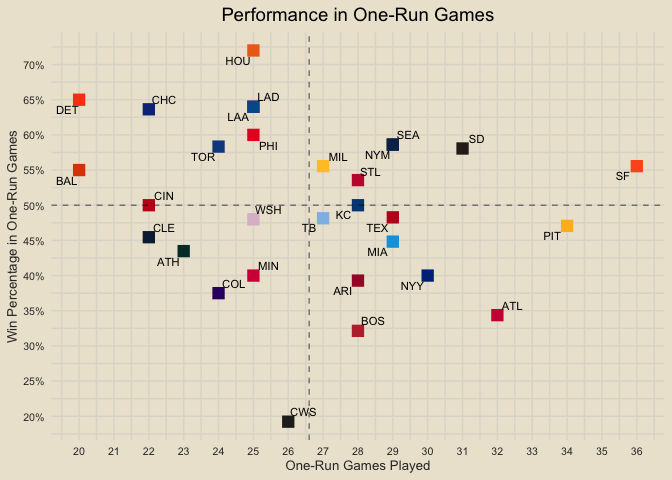 Performance in One-Run Games
Win Percentage in One-Run Games
70%
65%
60%
55%
50%
45%
40%
35%
30%
25%
20%
HOU
DET
CHC
LAD
LAA
PHI
TOR
SEA
NYM
SD
MIL
STL
BAL
SF
CIN
WSH
KC
TB
TEX
PIT
CLE
MIA
ATH
MIN
NYY
COL
ARI
ATL
BOS
CWS
20 21 22 23 24 25 26 27 28 29 30 31 32 33 34 35 36
One-Run Games Played